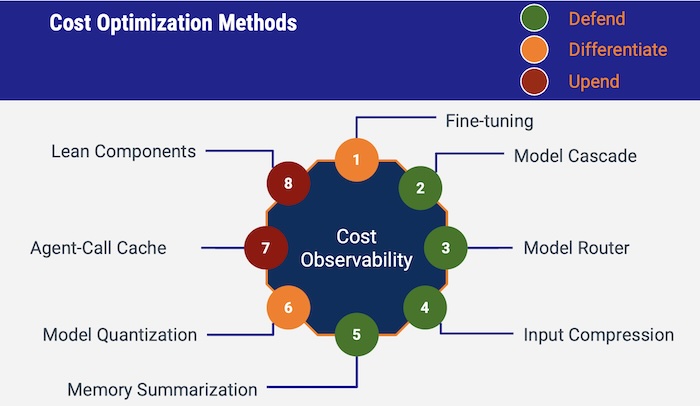 Cost Optimization Methods
Defend
Differentiate
Upend
Fine-tuning
Lean Components
Model Cascade
1
8
2
Agent-Call Cache
7
Cost
Observability
3
Model Router
6
4
Model Quantization
5
Input Compression
Memory Summarization